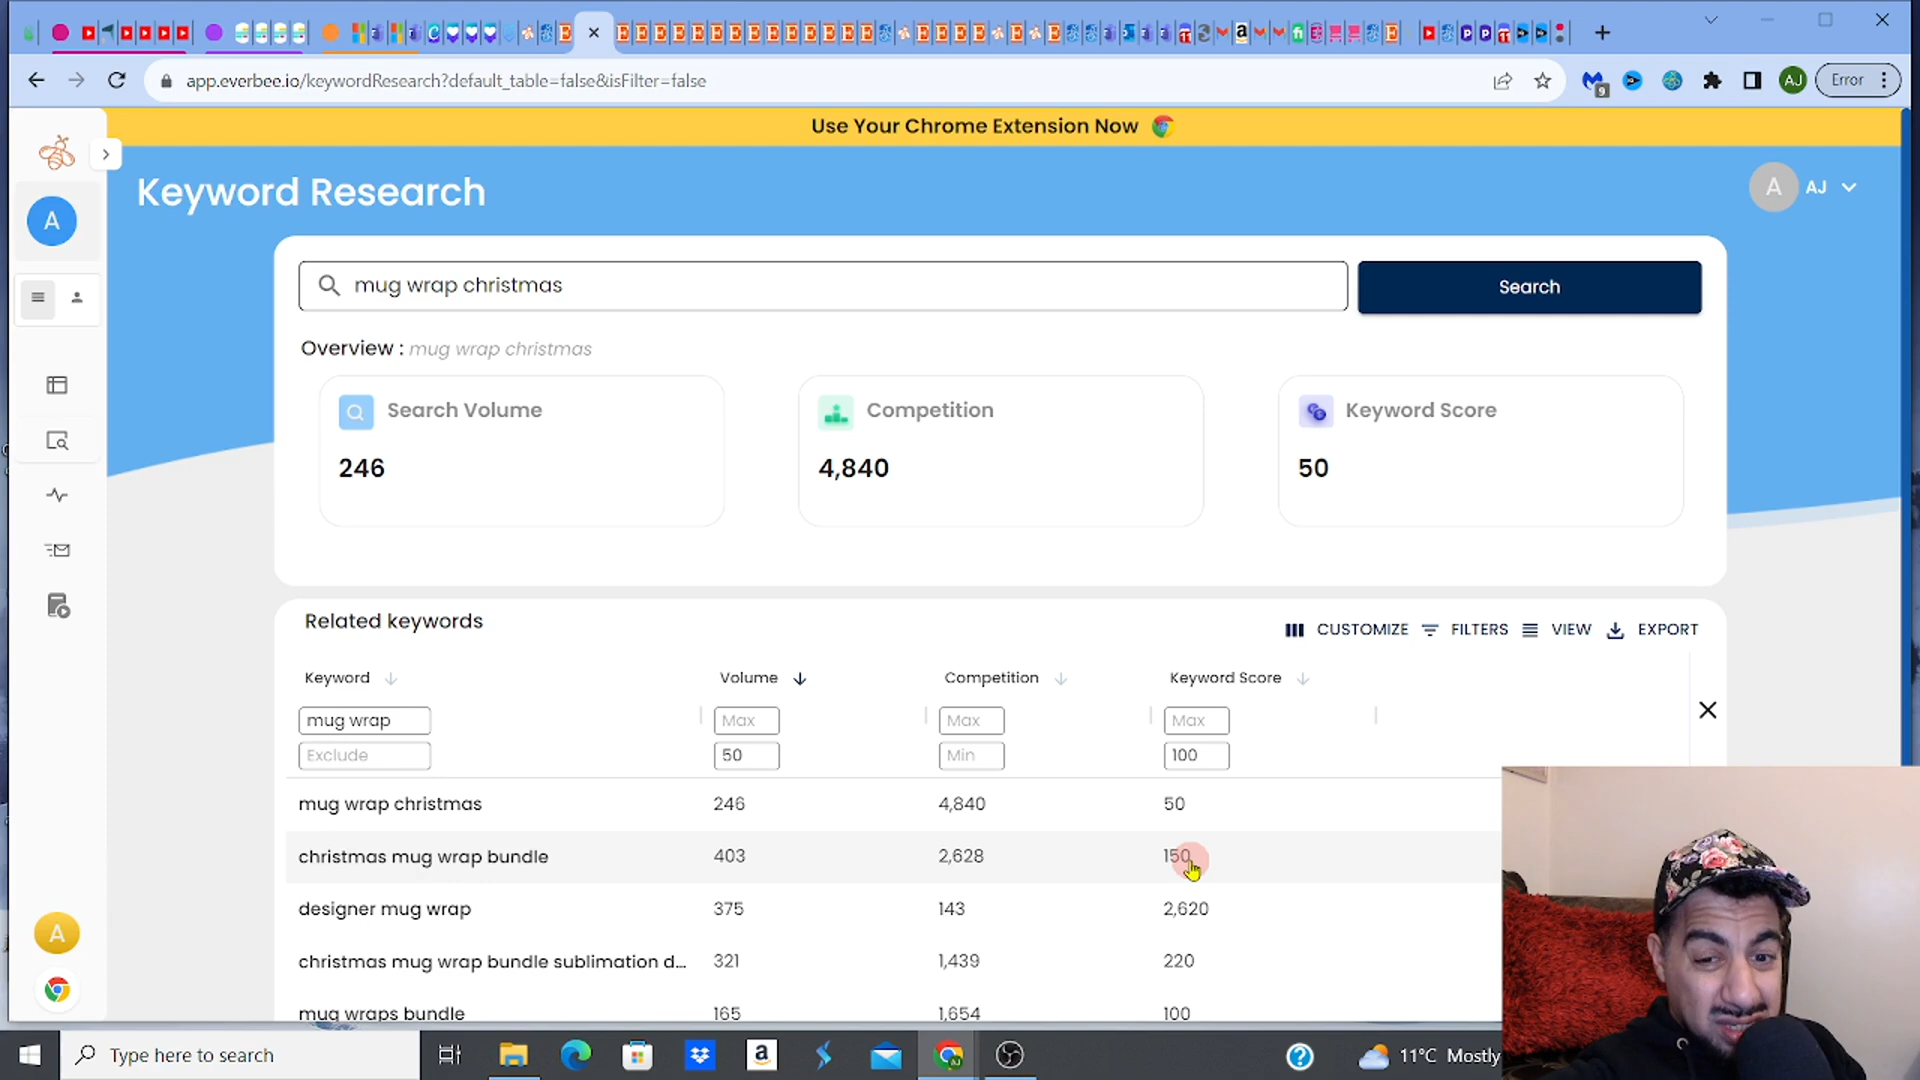 app.everbee.io/keywordResearch?default_table=false&isFilter=false
9
AJ
Error
Use Your Chrome Extension Now
A
Keyword Research
A AJ
mug wrap christmas
Search
Overview : mug wrap christmas
Search Volume
246
Competition
4,840
Keyword Score
50
Related keywords
CUSTOMIZE FILTERS VIEW EXPORT
Keyword Volume Competition Keyword Score
mug wrap Max Max Max
Exclude 50 Min 100
mug wrap christmas 246 4,840 50
christmas mug wrap bundle 403 2,628 150
designer mug wrap 375 143 2,620
christmas mug wrap bundle sublimation d... 321 1,439 220
mug wraps bundle 165 1,654 100
A
Type here to search
11°C Mostly